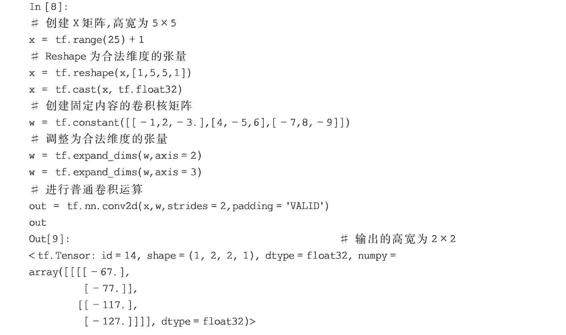 In [8]:
# 创建 X 矩阵,高宽为 5×5
x = tf.range(25) + 1
# Reshape 为合法维度的张量
x = tf.reshape(x,[1,5,5,1])
x = tf.cast(x, tf.float32)
# 创建固定内容的卷积核矩阵
w = tf.constant([[-1,2,-3.],[4,-5,6],[-7,8,-9]])
# 调整为合法维度的张量
w = tf.expand_dims(w,axis=2)
w = tf.expand_dims(w,axis=3)
# 进行普通卷积运算
out = tf.nn.conv2d(x,w,strides=2,padding='VALID')
out
Out[9]: # 输出的高宽为 2×2
<tf.Tensor: id=14, shape=(1, 2, 2, 1), dtype=float32, numpy=
array([[[[-67.],
[-77.]],
[[-117.],
[-127.]]]], dtype=float32)>